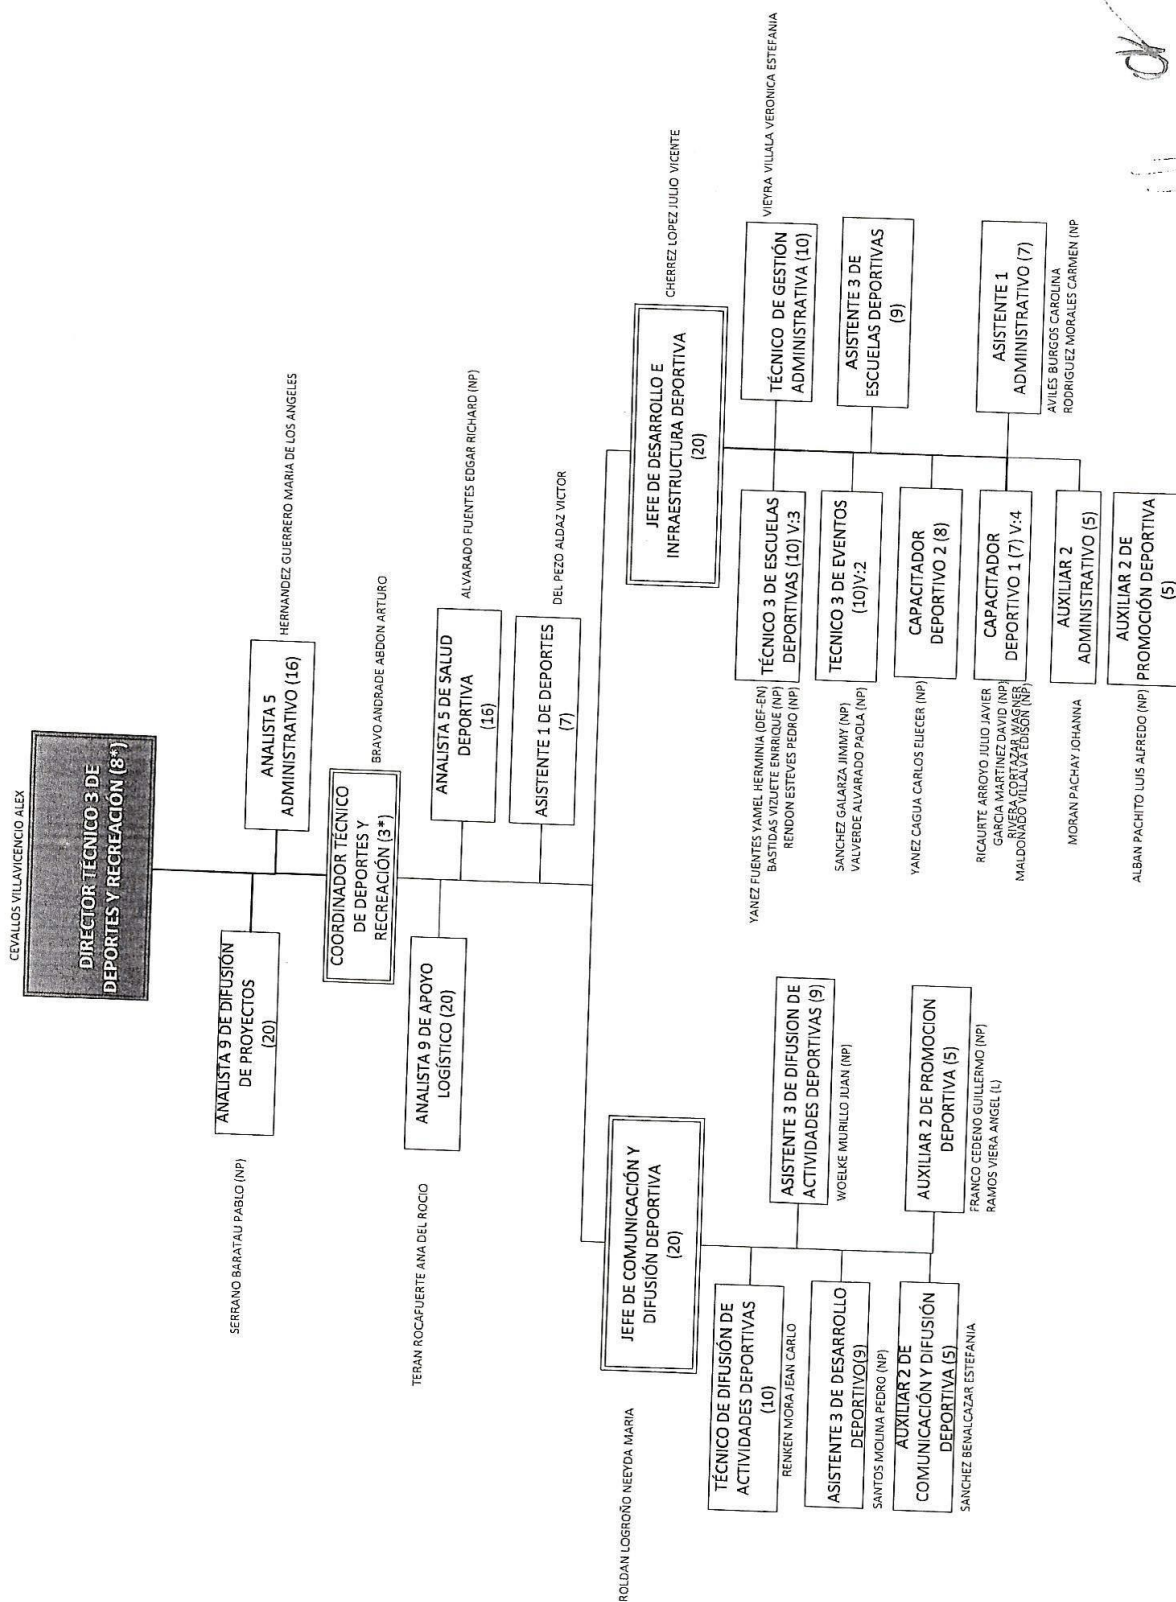 CEVALLOS VILLAVICENCIO ALEX
DIRECTOR TÉCNICO 3 DE
DEPORTES Y RECREACIÓN (8*)
SERRANO BARATAU PABLO (NP)
ANALISTA 9 DE DIFUSIÓN
DE PROYECTOS
(20)
ANALISTA 5
ADMINISTRATIVO (16)
HERNANDEZ GUERRERO MARIA DE LOS ANGELES
COORDINADOR TÉCNICO
DE DEPORTES Y
RECREACIÓN (3*)
BRAVO ANDRADE ABDON ARTURO
TERAN ROCAFUERTE ANA DEL ROCIO
ANALISTA 9 DE APOYO
LOGÍSTICO (20)
ANALISTA 5 DE SALUD
DEPORTIVA
(16)
ALVARADO FUENTES EDGAR RICHARD (NP)
ASISTENTE 1 DE DEPORTES
(7)
DEL PEZO ALDAZ VICTOR
ROLDAN LOGROÑO NEEYDA MARIA
JEFE DE COMUNICACIÓN Y
DIFUSIÓN DEPORTIVA
(20)
TÉCNICO DE DIFUSIÓN DE
ACTIVIDADES DEPORTIVAS
(10)
RENKEN MORA JEAN CARLO
ASISTENTE 3 DE DIFUSION DE
ACTIVIDADES DEPORTIVAS (9)
WOELKE MURILLO JUAN (NP)
ASISTENTE 3 DE DESARROLLO
DEPORTIVO(9)
SANTOS MOLINA PEDRO (NP)
AUXILIAR 2 DE PROMOCION
DEPORTIVA (5)
FRANCO CEDENO GUILLERMO (NP)
RAMOS VIERA ANGEL (L)
AUXILIAR 2 DE
COMUNICACIÓN Y DIFUSIÓN
DEPORTIVA (5)
SANCHEZ BENALCAZAR ESTEFANIA
JEFE DE DESARROLLO E
INFRAESTRUCTURA DEPORTIVA
(20)
CHERREZ LOPEZ JULIO VICENTE
YANEZ FUENTES YAMEL HERMINIA (DEF-EN)
BASTIDAS VIZUETE ENRRIQUE (NP)
RENDON ESTEVES PEDRO (NP)
TÉCNICO 3 DE ESCUELAS
DEPORTIVAS (10) V:3
TÉCNICO DE GESTIÓN
ADMINISTRATIVA (10)
VIEYRA VILLALA VERONICA ESTEFANIA
SANCHEZ GALARZA JIMMY (NP)
VALVERDE ALVARADO PAOLA (NP)
TECNICO 3 DE EVENTOS
(10)V:2
ASISTENTE 3 DE
ESCUELAS DEPORTIVAS
(9)
YANEZ CAGUA CARLOS ELIECER (NP)
CAPACITADOR
DEPORTIVO 2 (8)
RICAURTE ARROYO JULIO JAVIER
GARCIA MARTINEZ DAVID (NP)
RIVERA CORTAZAR WAGNER
MALDONADO VILLALVA EDISON (NP)
CAPACITADOR
DEPORTIVO 1 (7) V:4
ASISTENTE 1
ADMINISTRATIVO (7)
AVILES BURGOS CAROLINA
RODRIGUEZ MORALES CARMEN (NP
MORAN PACHAY JOHANNA
AUXILIAR 2
ADMINISTRATIVO (5)
ALBAN PACHITO LUIS ALFREDO (NP)
AUXILIAR 2 DE
PROMOCIÓN DEPORTIVA
(5)